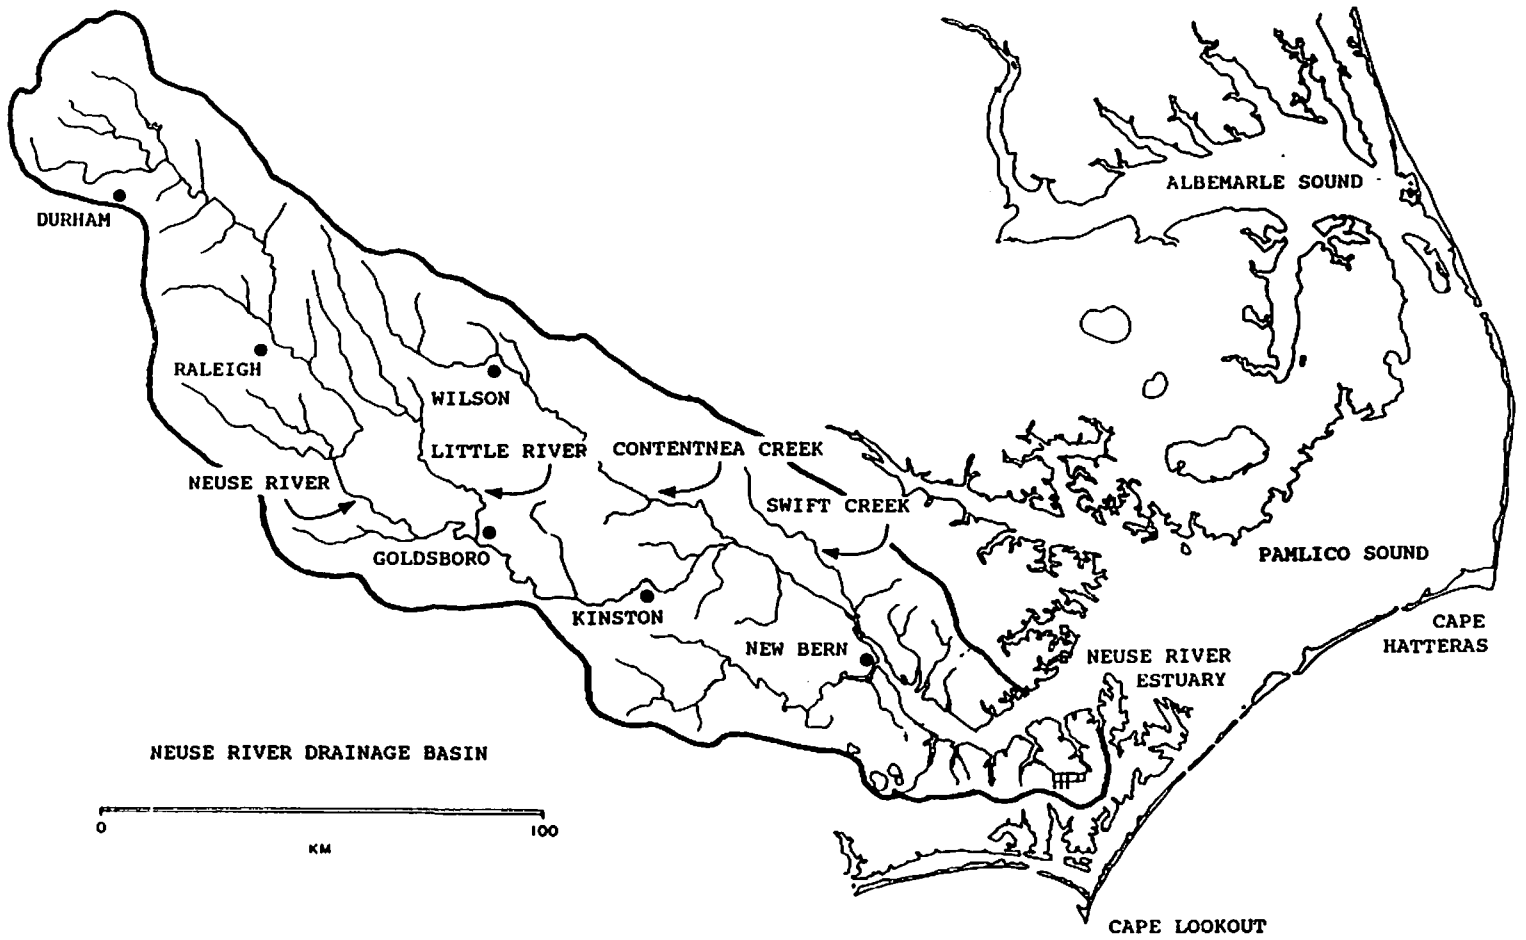 ALBEMARLE SOUND
DURHAM
RALEIGH
WILSON
LITTLE RIVER
CONTENTNEA CREEK
NEUSE RIVER
SWIFT CREEK
GOLDSBORO
PAMLICO SOUND
KINSTON
CAPE
HATTERAS
NEW BERN
NEUSE RIVER
ESTUARY
NEUSE RIVER DRAINAGE BASIN
0
100
KM
CAPE LOOKOUT